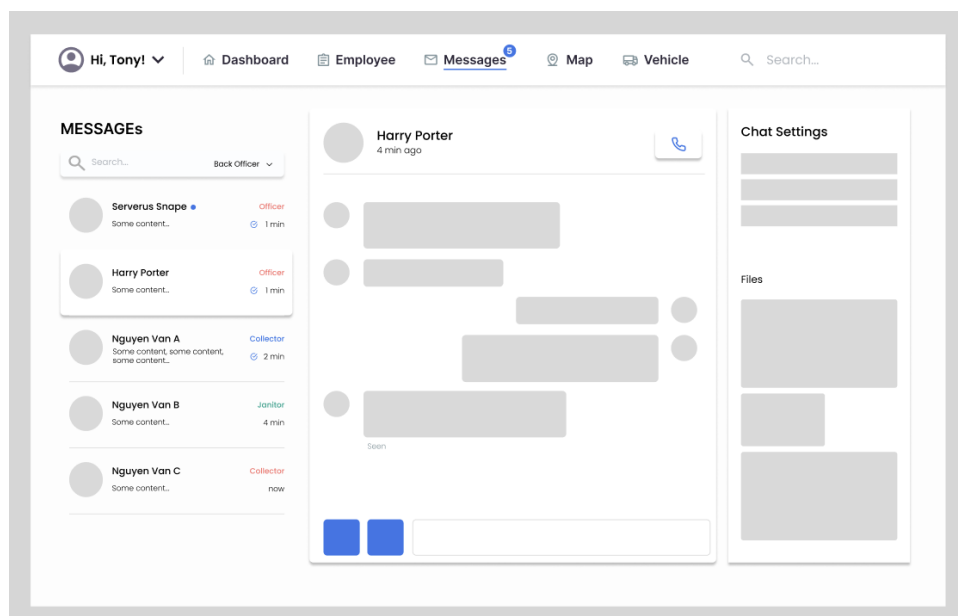 Hi, Tony! Dashboard Employee Messages 5 Map Vehicle Search...
MESSAGEs
Search... Back Officer
Serverus Snape Officer
Some content.. 1 min
Harry Porter Officer
Some content.. 1 min
Nguyen Van A Collector
Some content, some content,
some content... 2 min
Nguyen Van B Janitor
Some content.. 4 min
Nguyen Van C Collector
Some content.. now
Harry Porter
4 min ago
Seen
Chat Settings
Files